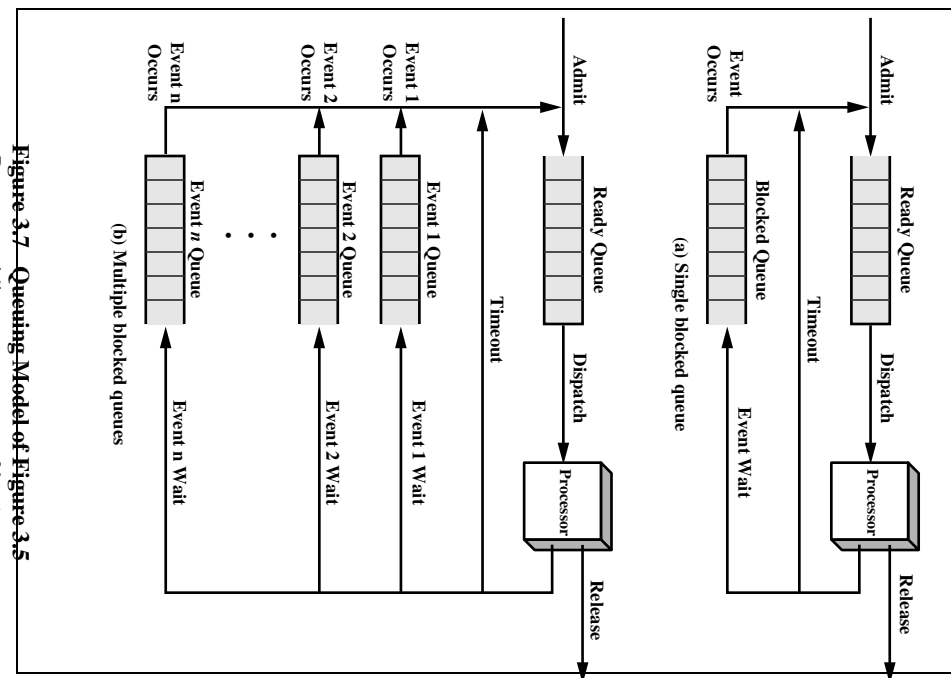 Admit
Ready Queue
Dispatch
Processor
Release
Timeout
Event
Occurs
Blocked Queue
Event Wait
(a) Single blocked queue
Admit
Ready Queue
Dispatch
Processor
Release
Timeout
Event 1
Occurs
Event 1 Queue
Event 1 Wait
Event 2
Occurs
Event 2 Queue
Event 2 Wait
Event n
Occurs
Event n Queue
Event n Wait
(b) Multiple blocked queues
Figure 3.7 Queuing Model of Figure 3.5